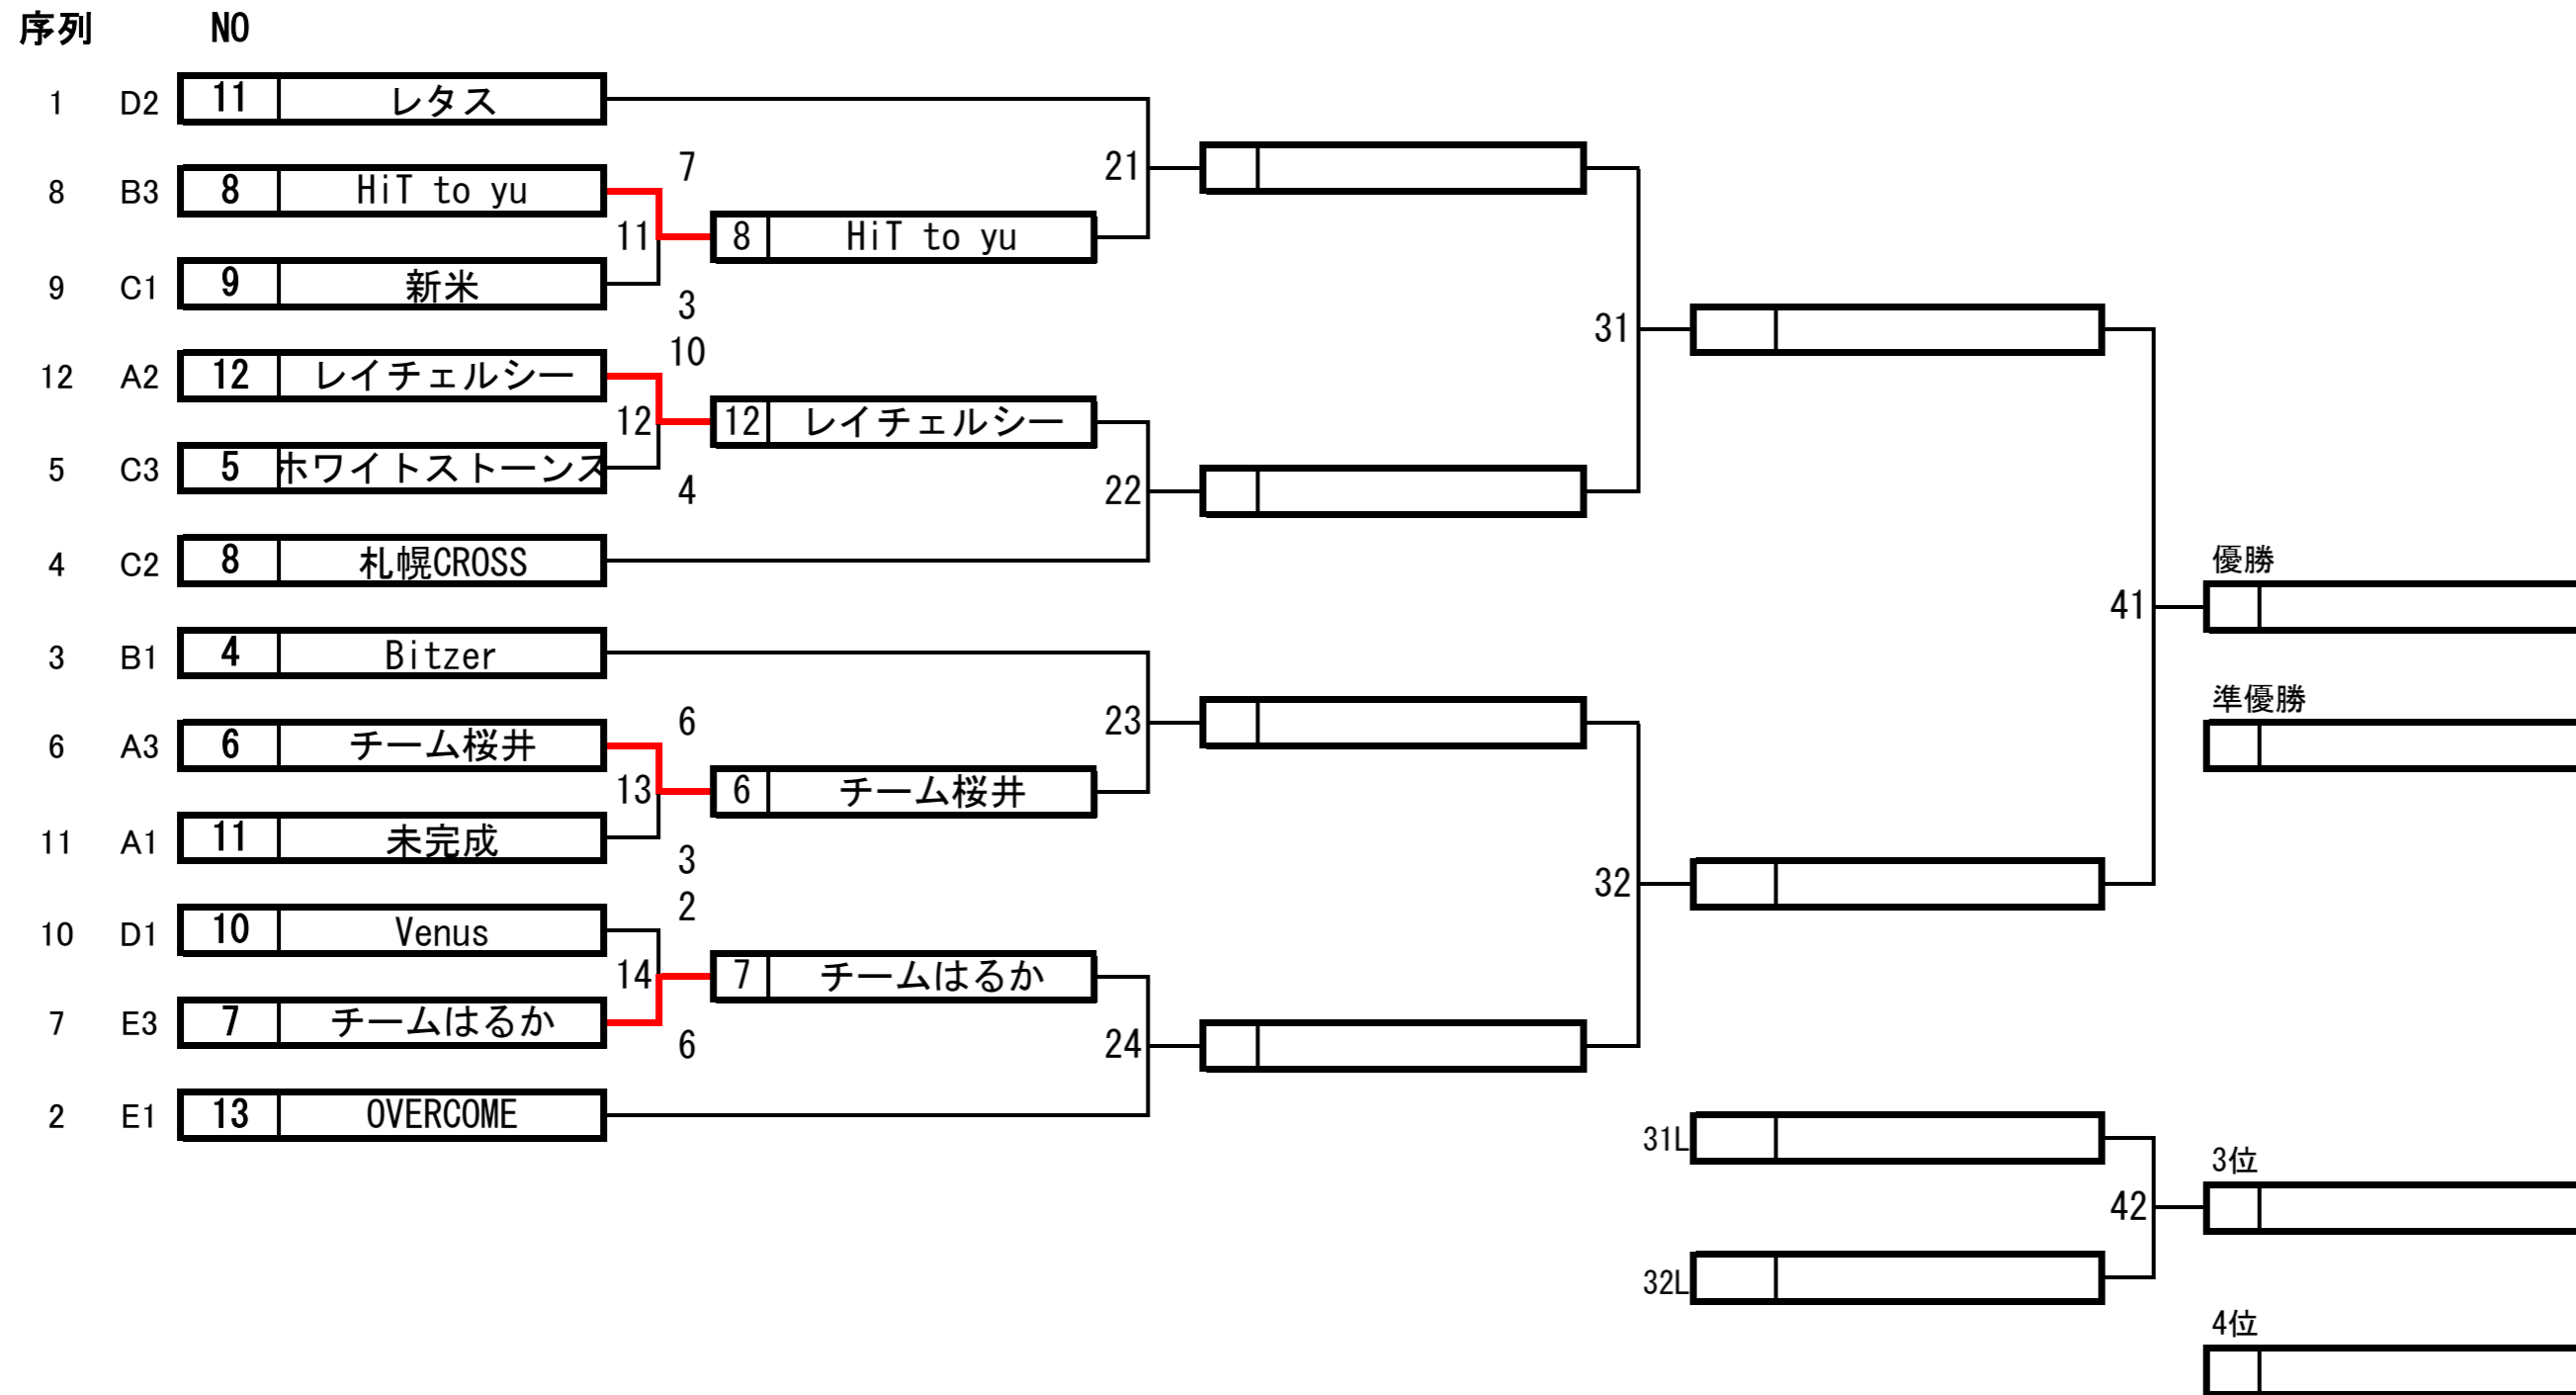 序列 NO
1 D2 11 レタス
7
21
8 B3 8 HiT to yu
11 8 HiT to yu
9 C1 9 新米
3
31
10
12 A2 12 レイチェルシー
12 12 レイチェルシー
5 C3 5 ホワイトストーンズ
4
22
4 C2 8 札幌CROSS
優勝
41
3 B1 4 Bitzer
準優勝
6
23
6 A3 6 チーム桜井
13 6 チーム桜井
11 A1 11 未完成
3
32
2
10 D1 10 Venus
14 7 チームはるか
7 E3 7 チームはるか
6
24
2 E1 13 OVERCOME
31L
3位
42
32L
4位